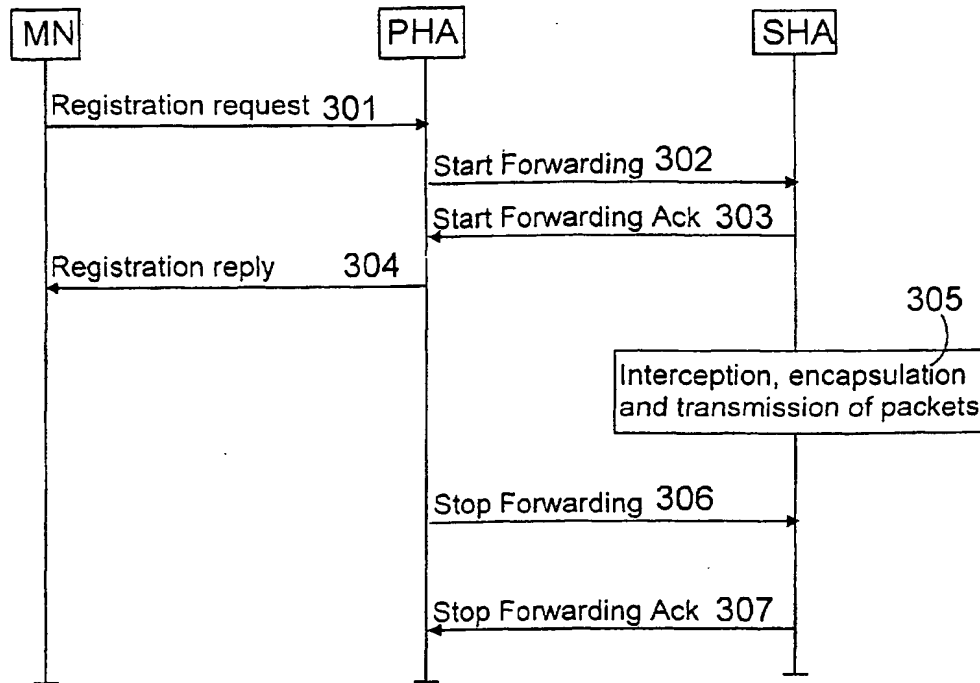 MN PHA SHA
Registration request 301
Start Forwarding 302
Start Forwarding Ack 303
Registration reply 304
305
Interception, encapsulation
and transmission of packets
Stop Forwarding 306
Stop Forwarding Ack 307